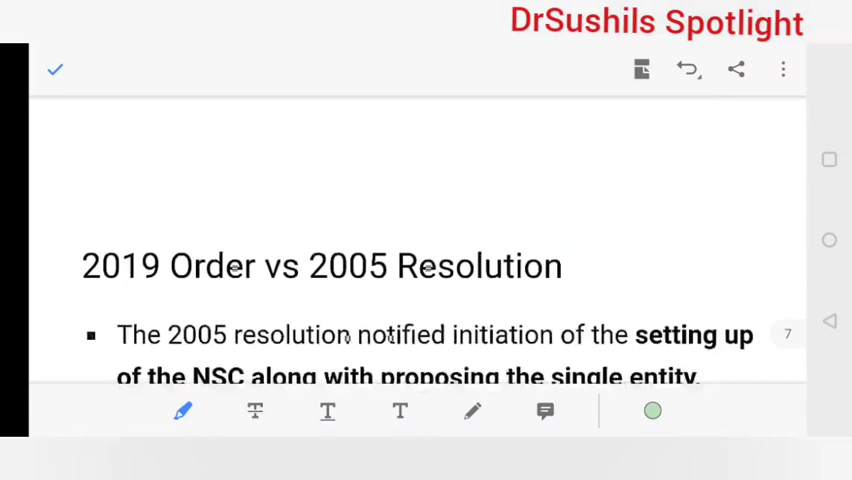 DrSushils Spotlight
2019 Order vs 2005 Resolution
▪ The 2005 resolution notified initiation of the setting up
7
of the NSC along with proposing the single entity,
T T T